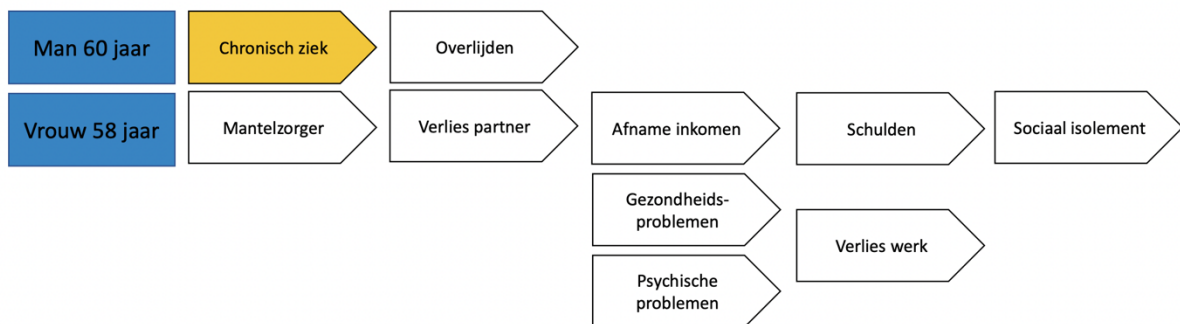 Man 60 jaar
Chronisch ziek
Overlijden
Vrouw 58 jaar
Mantelzorger
Verlies partner
Afname inkomen
Schulden
Sociaal isolement
Gezondheids-
problemen
Verlies werk
Psychische
problemen